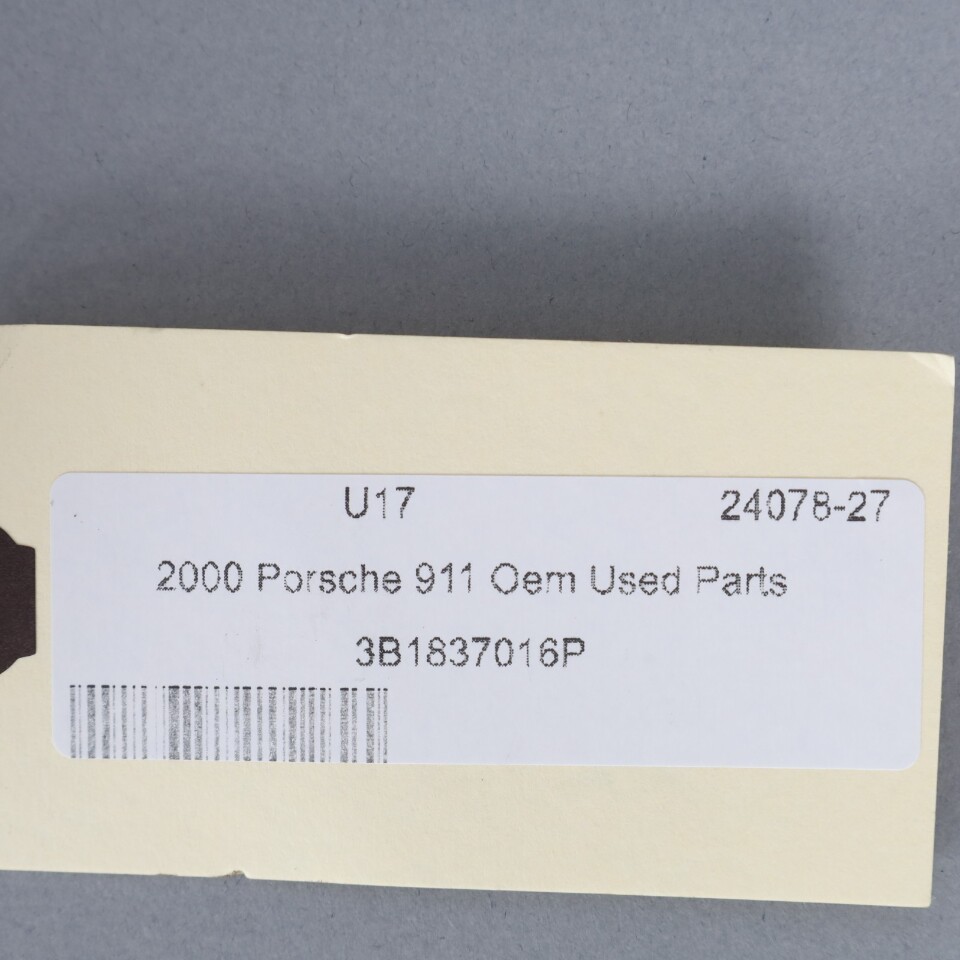 U17 24078-27
2000 Porsche 911 Oem Used Parts
3B1837016P